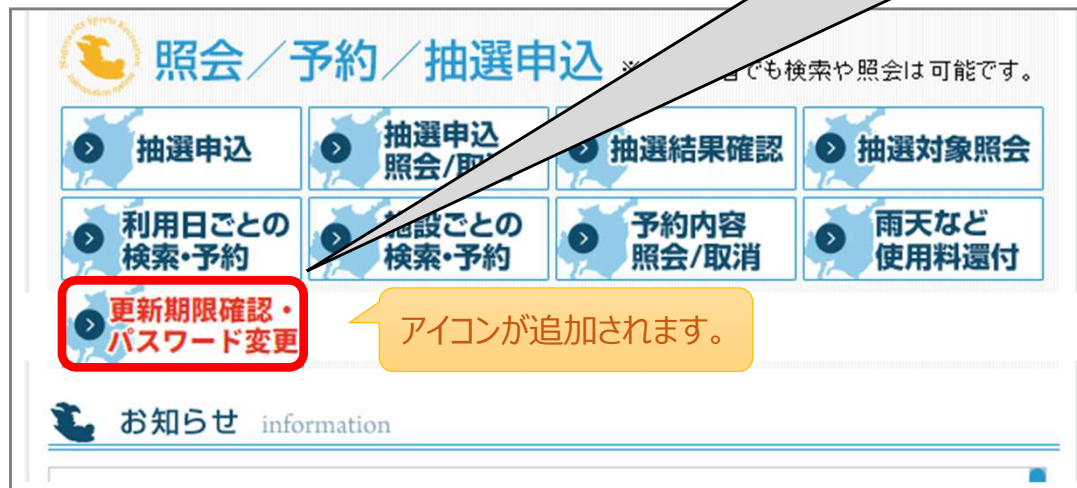 照会／予約／抽選申込 ※ でも検索や照会は可能です。
抽選申込
抽選申込
照会/取
抽選結果確認
抽選対象照会
利用日ごとの
検索・予約
施設ごとの
検索・予約
予約内容
照会/取消
雨天など
使用料還付
更新期限確認・
パスワード変更
アイコンが追加されます。
お知らせ information